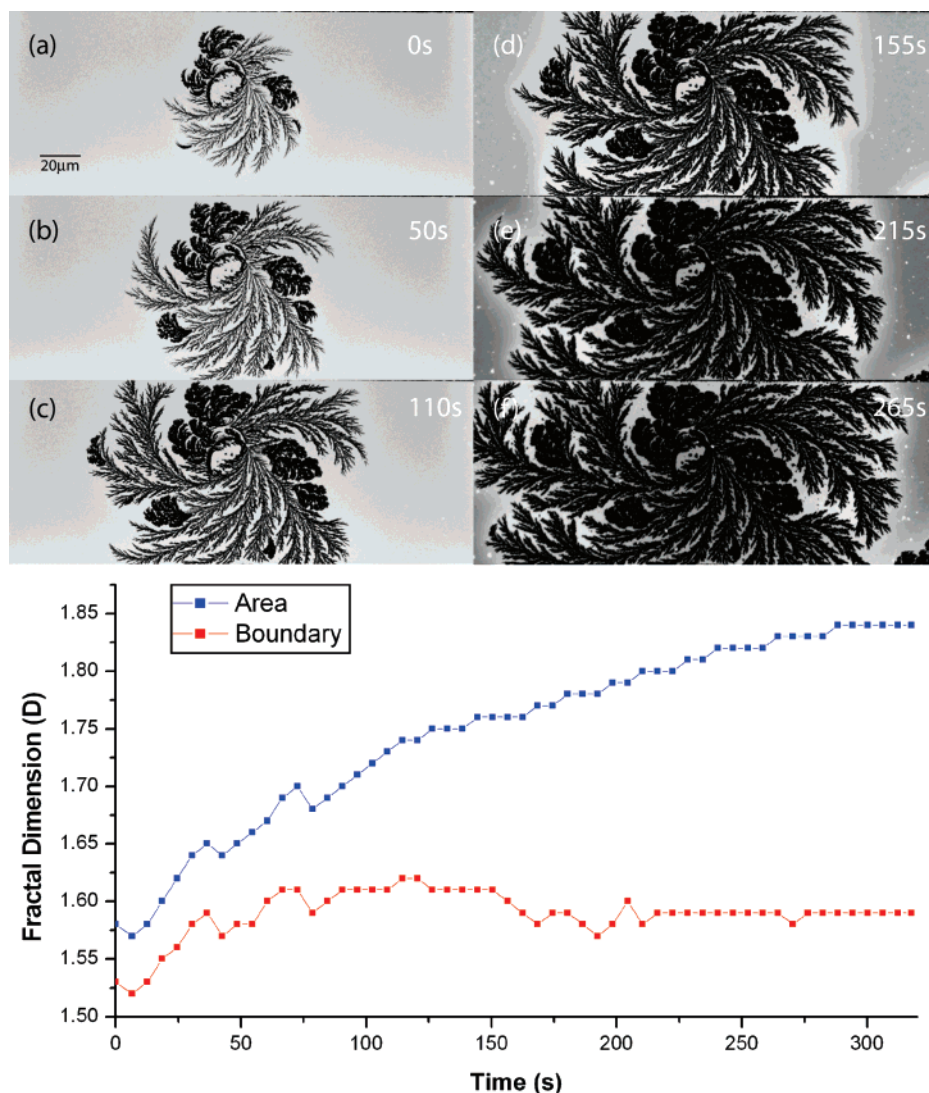 (a) 0s
20μm
(b) 50s
(c) 110s
(d) 155s
(e) 215s
(f) 265s
Area
Boundary
Fractal Dimension (D)
1.85
1.80
1.75
1.70
1.65
1.60
1.55
1.50
0 50 100 150 200 250 300
Time (s)